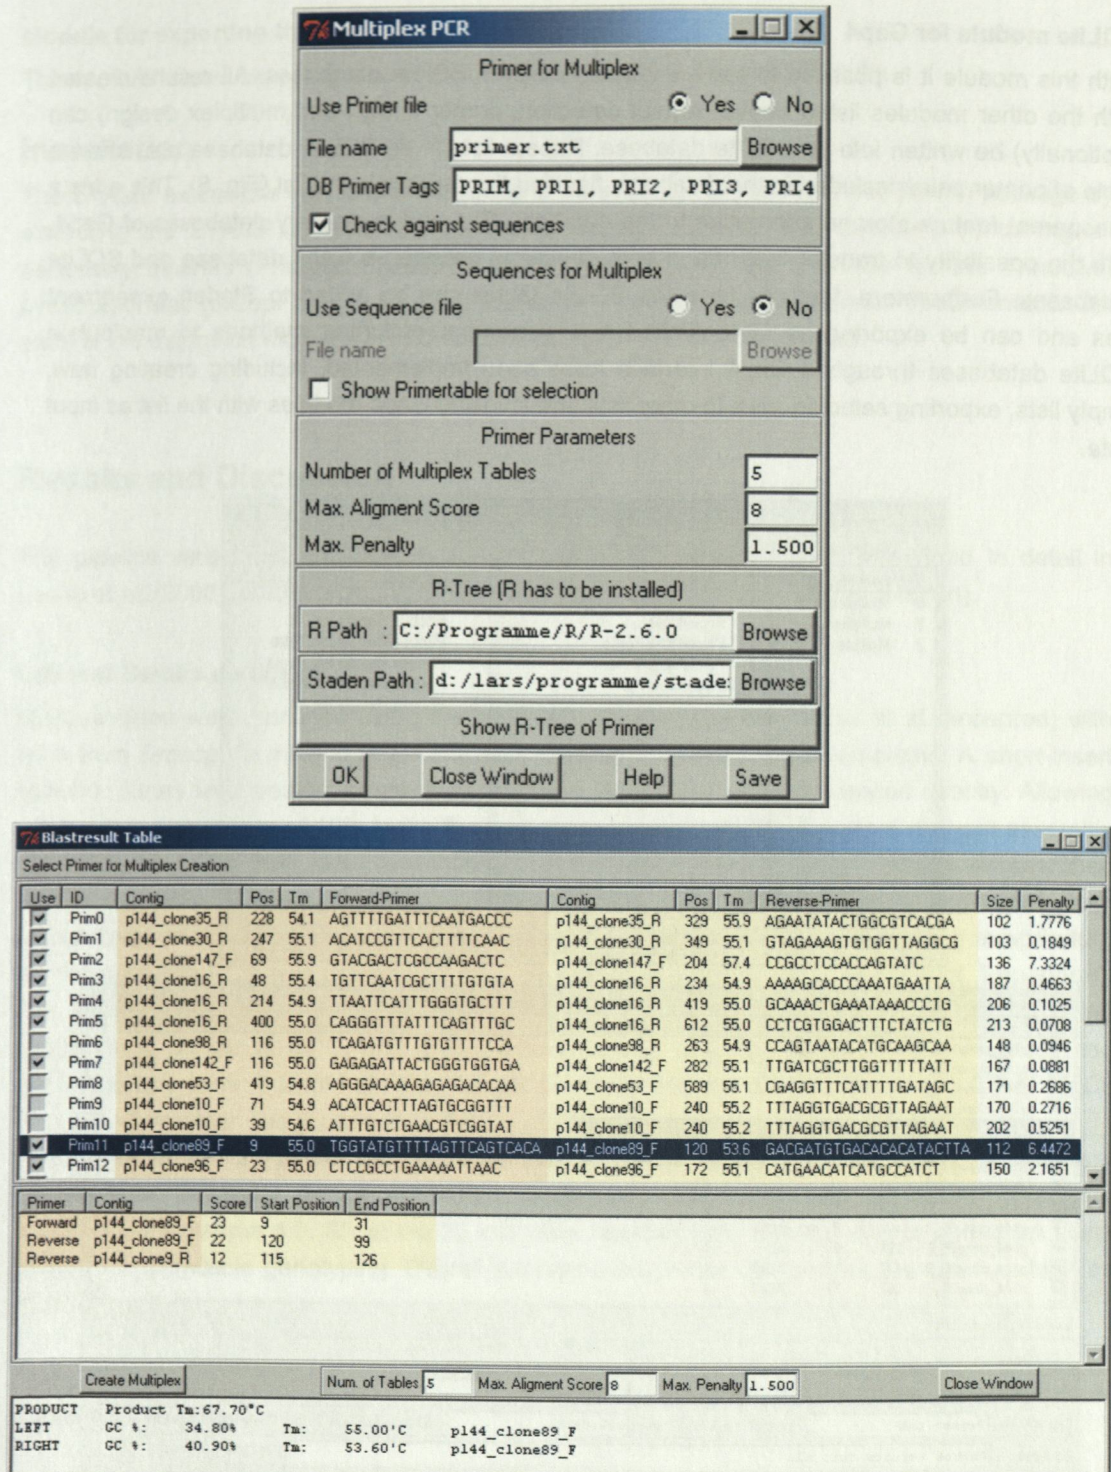 Multiplex PCR
Primer for Multiplex
Use Primer file Yes No
File name primer.txt Browse
DB Primer Tags PRIM, PRI1, PRI2, PRI3, PRI4
Check against sequences
Sequences for Multiplex
Use Sequence file Yes No
File name Browse
Show Primertable for selection
Primer Parameters
Number of Multiplex Tables 5
Max. Aligment Score 8
Max. Penalty 1.500
R-Tree (R has to be installed)
R Path : C:/Programme/R/R-2.6.0 Browse
Staden Path : d:/lars/programme/stade: Browse
Show R-Tree of Primer
OK Close Window Help Save
Blastresult Table
Select Primer for Multiplex Creation
Use ID Contig Pos Tm Forward-Primer Contig Pos Tm Reverse-Primer Size Penalty
Prim0 p144_clone35_R 228 54.1 AGTTTTGATTTCAATGACCC p144_clone35_R 329 55.9 AGAATATACTGGCGTCACGA 102 1.7776
Prim1 p144_clone30_R 247 55.1 ACATCCGTTCACTTTTCAAC p144_clone30_R 349 55.1 GTAGAAAGTGTGGTTAGGCG 103 0.1849
Prim2 p144_clone147_F 69 55.9 GTACGACTCGCCAAGACTC p144_clone147_F 204 57.4 CCGCCTCCACCAGTATC 136 7.3324
Prim3 p144_clone16_R 48 55.4 TGTTCAATCGCTTTTGTGTA p144_clone16_R 234 54.9 AAAAGCACCCAAATGAATTA 187 0.4663
Prim4 p144_clone16_R 214 54.9 TTAATTCATTTGGGTGCTTT p144_clone16_R 419 55.0 GCAAACTGAAATAAACCCTG 206 0.1025
Prim5 p144_clone16_R 400 55.0 CAGGGTTTATTTCAGTTTGC p144_clone16_R 612 55.0 CCTCGTGGACTTTCTATCTG 213 0.0708
Prim6 p144_clone98_R 116 55.0 TCAGATGTTTGTGTTTTCCA p144_clone98_R 263 54.9 CCAGTAATACATGCAAGCAA 148 0.0946
Prim7 p144_clone142_F 116 55.0 GAGAGATTACTGGGTGGTGA p144_clone142_F 282 55.1 TTGATCGCTTGGTTTTTATT 167 0.0881
Prim8 p144_clone53_F 419 54.8 AGGGACAAAGAGAGACACAA p144_clone53_F 589 55.1 CGAGGTTTCATTTTGATAGC 171 0.2686
Prim9 p144_clone10_F 71 54.9 ACATCACTTTAGTGCGGTTT p144_clone10_F 240 55.2 TTTAGGTGACGCGTTAGAAT 170 0.2716
Prim10 p144_clone10_F 39 54.6 ATTTGTCTGAACGTCGGTAT p144_clone10_F 240 55.2 TTTAGGTGACGCGTTAGAAT 202 0.5251
Prim11 p144_clone89_F 9 55.0 TGGTATGTTTTAGTTCAGTCACA p144_clone89_F 120 53.6 GACGATGTGACACACATACTTA 112 6.4472
Prim12 p144_clone96_F 23 55.0 CTCCGCCTGAAAAATTAAC p144_clone96_F 172 55.1 CATGAACATCATGCCATCT 150 2.1651
Primer Contig Score Start Position End Position
Forward p144_clone89_F 23 9 31
Reverse p144_clone89_F 22 120 99
Reverse p144_clone9_R 12 115 126
Create Multiplex Num. of Tables 5 Max. Aligment Score 8 Max. Penalty 1.500 Close Window
PRODUCT Product Tm:67.70°C
LEFT GC %: 34.80% Tm: 55.00'C p144_clone89_F
RIGHT GC %: 40.90% Tm: 53.60'C p144_clone89_F